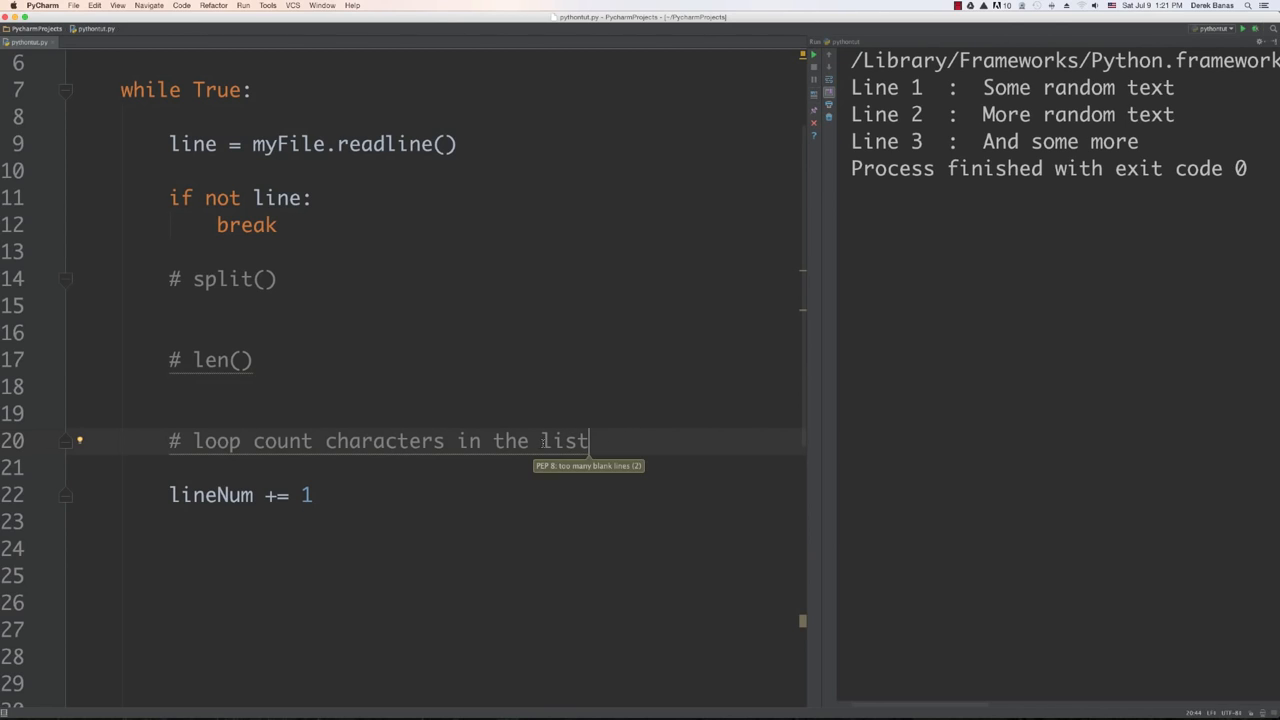 PyCharm File Edit View Navigate Code Refactor Run Tools VCS Window Help
10 Sat Jul 9 1:21 PM Derek Banas
pythontut.py - PycharmProjects - [~/PycharmProjects]
PycharmProjects pythontut.py pythontut
pythontut.py Run pythontut
6
7 while True:
8
9 line = myFile.readline()
10
11 if not line:
12 break
13
14 # split()
15
16
17 # len()
18
19
20 # loop count characters in the list
PEP 8: too many blank lines (2)
21
22 lineNum += 1
23
24
25
26
27
28
29
/Library/Frameworks/Python.framework
Line 1 : Some random text
Line 2 : More random text
Line 3 : And some more
Process finished with exit code 0
20:44 LF÷ UTF-8÷